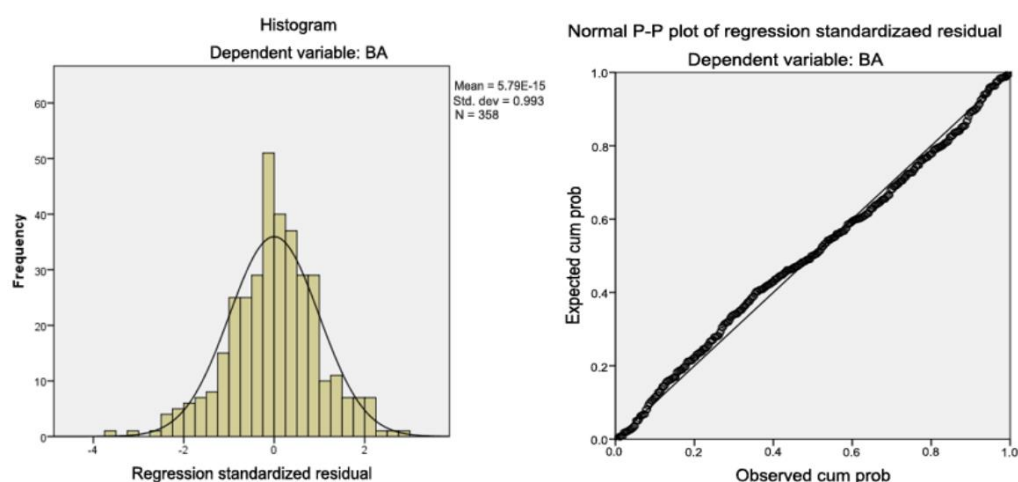 Histogram
Dependent variable: BA
Mean = 5.79E-15
Std. dev = 0.993
N = 358
Frequency
60
50
40
30
20
10
0
-4 -2 0 2
Regression standardized residual
Normal P-P plot of regression standardizaed residual
Dependent variable: BA
Expected cum prob
1.0
0.8
0.6
0.4
0.2
0.0
0.0 0.2 0.4 0.6 0.8 1.0
Observed cum prob